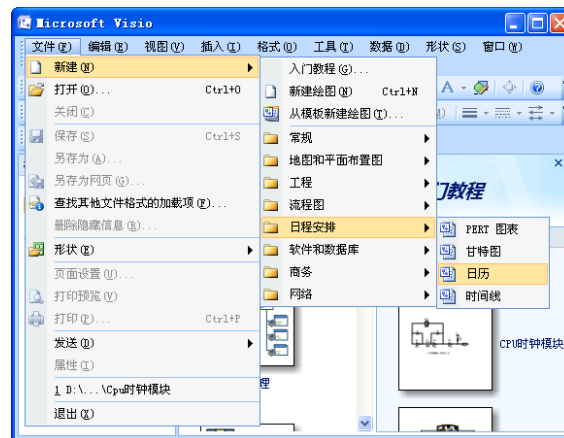 Microsoft Visio
文件(F) 编辑(E) 视图(V) 插入(I) 格式(O) 工具(T) 数据(D) 形状(S) 窗口(W)
新建(N)
打开(O)... Ctrl+O
关闭(C)
保存(S) Ctrl+S
另存为(A)...
另存为网页(G)...
查找其他文件格式的加载项(F)...
删除隐藏信息(R)...
形状(E)
页面设置(U)...
打印预览(V)
打印(P)... Ctrl+P
发送(D)
属性(I)
1 D:\...\Cpu时钟模块
退出(X)
入门教程(G)...
新建绘图(N) Ctrl+N
从模板新建绘图(T)...
常规
地图和平面布置图
工程
流程图
日程安排
软件和数据库
商务
网络
PERT 图表
甘特图
日历
时间线
门教程
理
CPU时钟模块